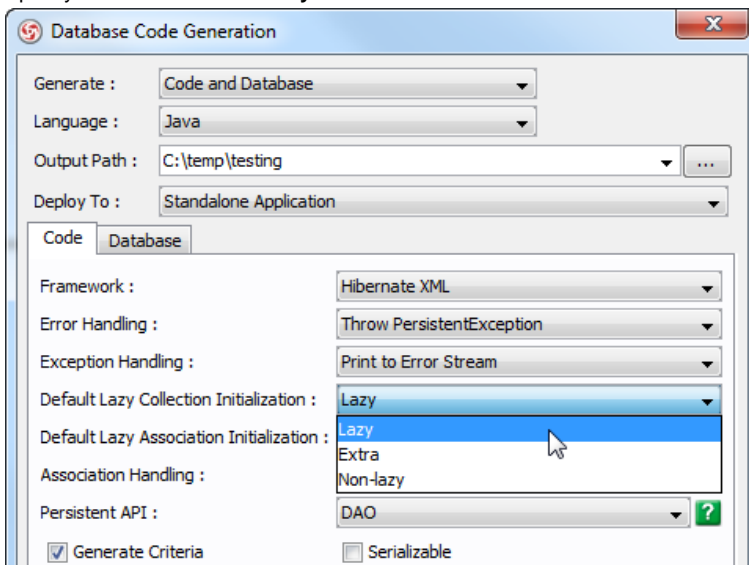 Database Code Generation
Generate : Code and Database
Language : Java
Output Path : C:\temp\testing ...
Deploy To : Standalone Application
Code Database
Framework : Hibernate XML
Error Handling : Throw PersistentException
Exception Handling : Print to Error Stream
Default Lazy Collection Initialization : Lazy
Default Lazy Association Initialization : Lazy
Extra
Association Handling : Non-lazy
Persistent API : DAO ?
Generate Criteria Serializable